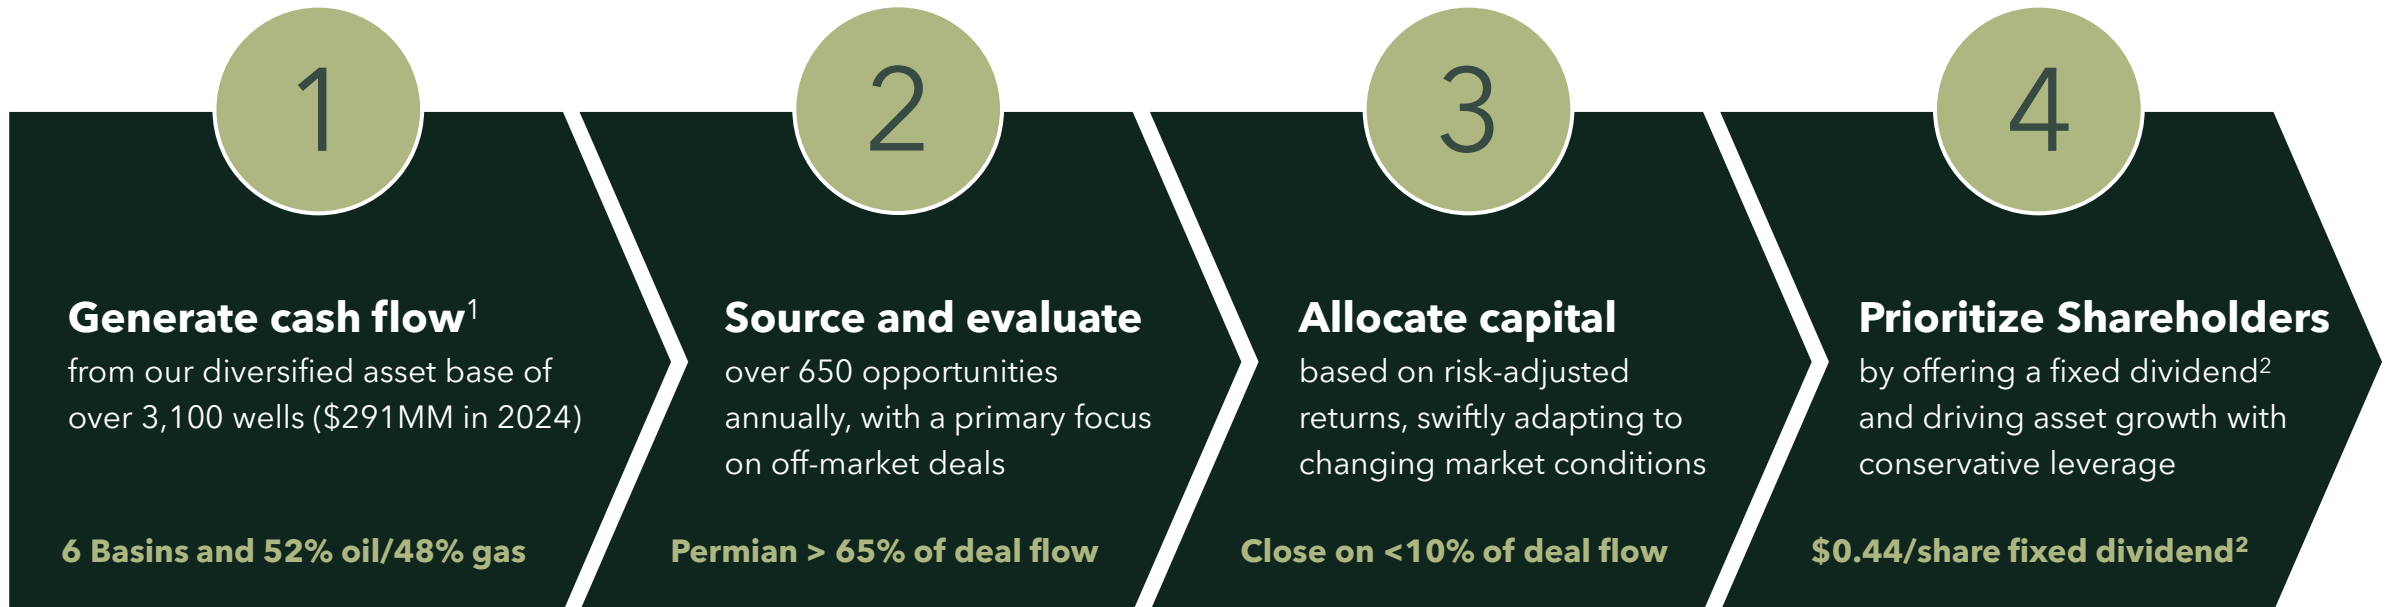 1
Generate cash flow¹
from our diversified asset base of
over 3,100 wells ($291MM in 2024)
6 Basins and 52% oil/48% gas
2
Source and evaluate
over 650 opportunities
annually, with a primary focus
on off-market deals
Permian > 65% of deal flow
3
Allocate capital
based on risk-adjusted
returns, swiftly adapting to
changing market conditions
Close on <10% of deal flow
4
Prioritize Shareholders
by offering a fixed dividend²
and driving asset growth with
conservative leverage
$0.44/share fixed dividend²